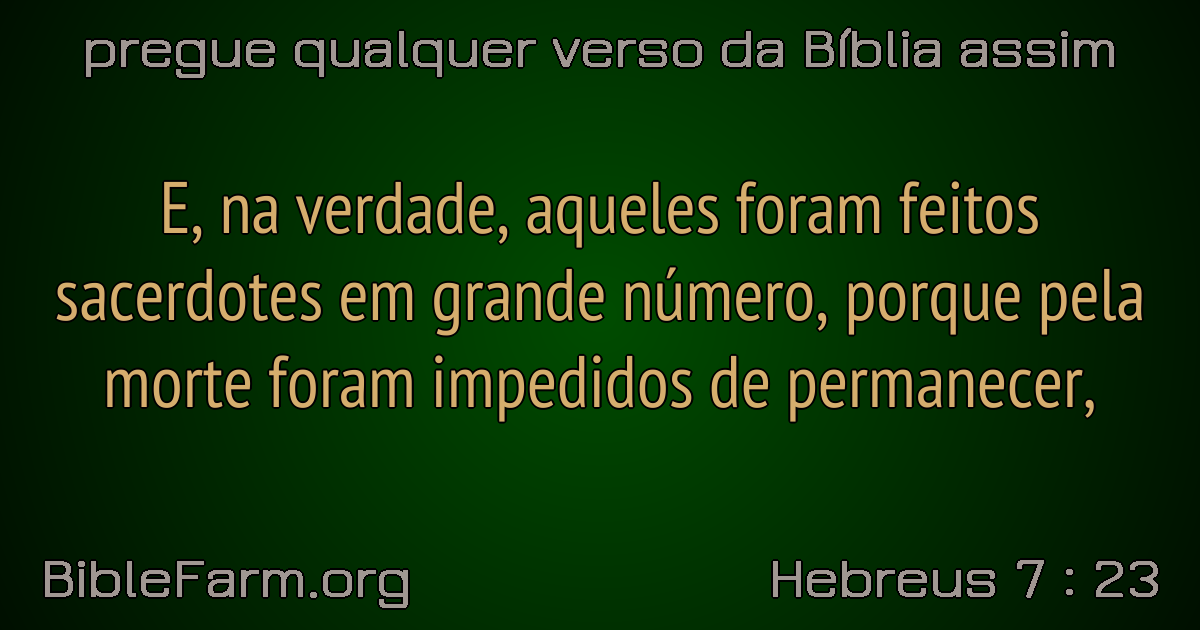 pregue qualquer verso da Bíblia assim
E, na verdade, aqueles foram feitos
sacerdotes em grande número, porque pela
morte foram impedidos de permanecer,
BibleFarm.org
Hebreus 7 : 23